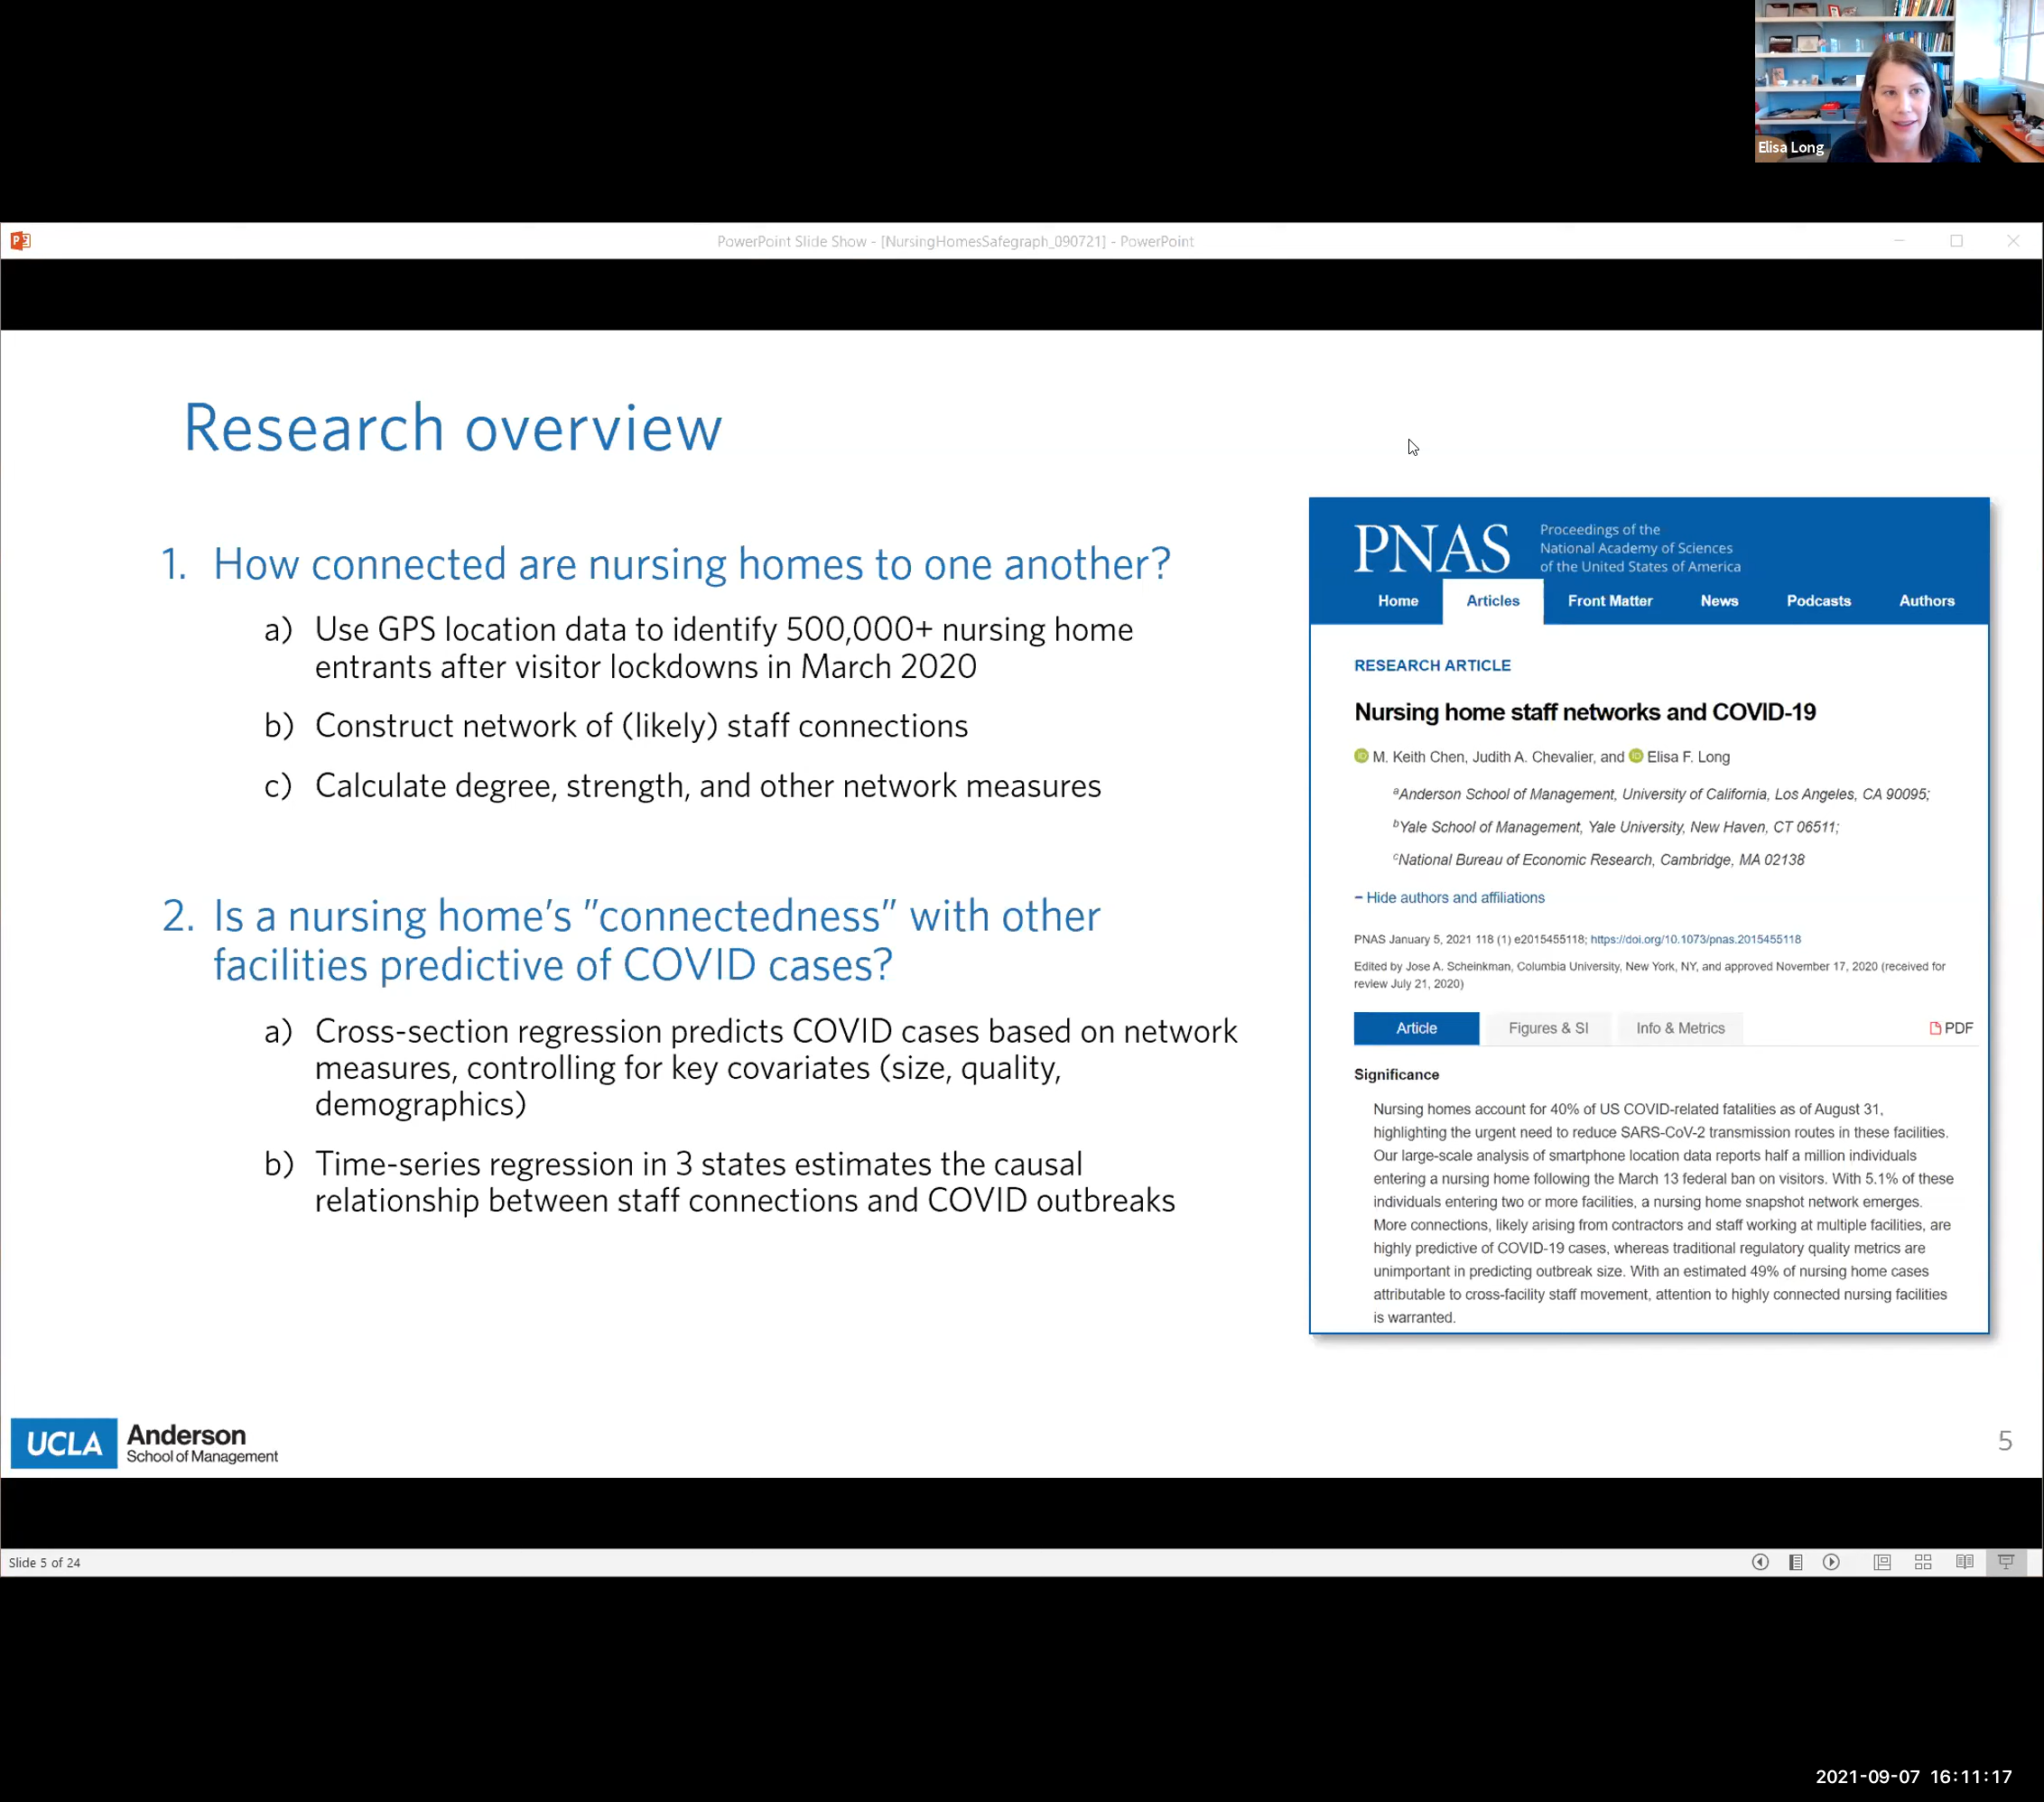 Elisa Long
PowerPoint Slide Show - [NursingHomesSafegraph_090721] - PowerPoint
Research overview
1. How connected are nursing homes to one another?
a) Use GPS location data to identify 500,000+ nursing home
entrants after visitor lockdowns in March 2020
b) Construct network of (likely) staff connections
c) Calculate degree, strength, and other network measures
2. Is a nursing home's "connectedness" with other
facilities predictive of COVID cases?
a) Cross-section regression predicts COVID cases based on network
measures, controlling for key covariates (size, quality,
demographics)
b) Time-series regression in 3 states estimates the causal
relationship between staff connections and COVID outbreaks
PNAS
Proceedings of the
National Academy of Sciences
of the United States of America
Home Articles Front Matter News Podcasts Authors
RESEARCH ARTICLE
Nursing home staff networks and COVID-19
iD M. Keith Chen, Judith A. Chevalier, and iD Elisa F. Long
aAnderson School of Management, University of California, Los Angeles, CA 90095;
bYale School of Management, Yale University, New Haven, CT 06511;
cNational Bureau of Economic Research, Cambridge, MA 02138
– Hide authors and affiliations
PNAS January 5, 2021 118 (1) e2015455118; https://doi.org/10.1073/pnas.2015455118
Edited by Jose A. Scheinkman, Columbia University, New York, NY, and approved November 17, 2020 (received for
review July 21, 2020)
Article Figures & SI Info & Metrics PDF
Significance
Nursing homes account for 40% of US COVID-related fatalities as of August 31,
highlighting the urgent need to reduce SARS-CoV-2 transmission routes in these facilities.
Our large-scale analysis of smartphone location data reports half a million individuals
entering a nursing home following the March 13 federal ban on visitors. With 5.1% of these
individuals entering two or more facilities, a nursing home snapshot network emerges.
More connections, likely arising from contractors and staff working at multiple facilities, are
highly predictive of COVID-19 cases, whereas traditional regulatory quality metrics are
unimportant in predicting outbreak size. With an estimated 49% of nursing home cases
attributable to cross-facility staff movement, attention to highly connected nursing facilities
is warranted.
UCLA Anderson
School of Management
5
Slide 5 of 24
2021-09-07 16:11:17